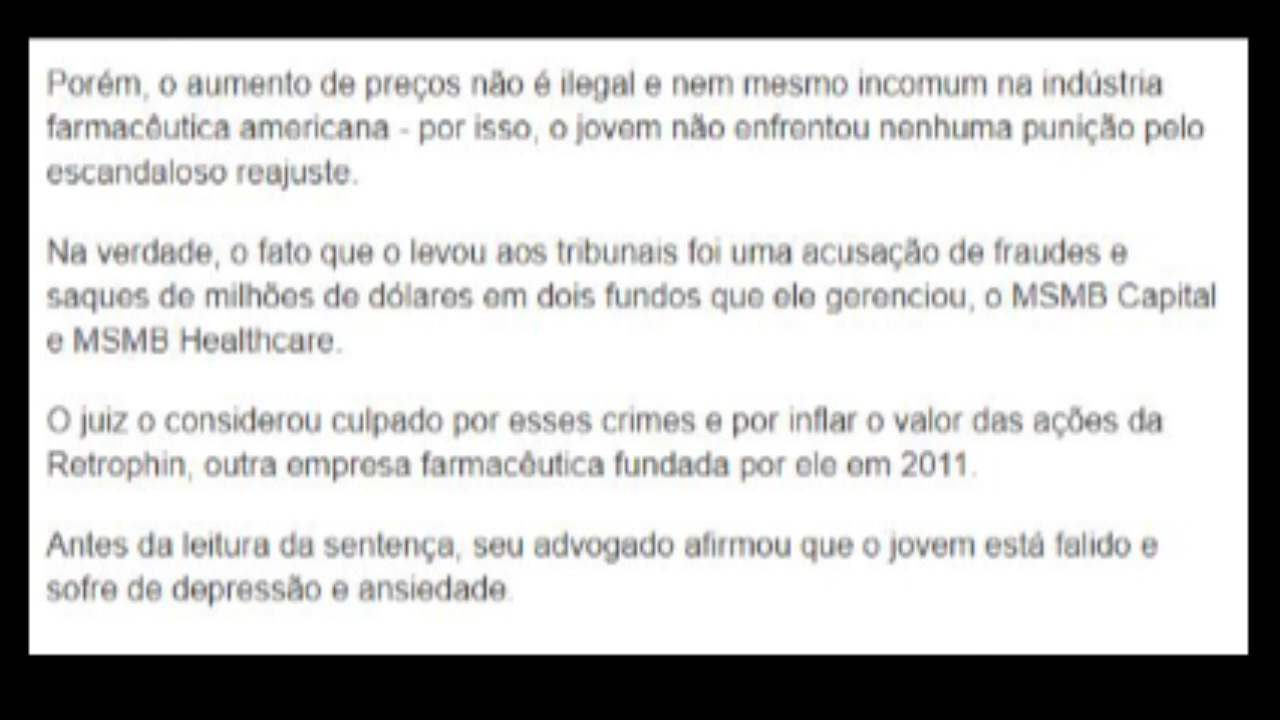 Porém, o aumento de preços não é ilegal e nem mesmo incomum na indústria
farmacêutica americana - por isso, o jovem não enfrentou nenhuma punição pelo
escandaloso reajuste.
Na verdade, o fato que o levou aos tribunais foi uma acusação de fraudes e
saques de milhões de dólares em dois fundos que ele gerenciou, o MSMB Capital
e MSMB Healthcare.
O juiz o considerou culpado por esses crimes e por inflar o valor das ações da
Retrophin, outra empresa farmacêutica fundada por ele em 2011.
Antes da leitura da sentença, seu advogado afirmou que o jovem está falido e
sofre de depressão e ansiedade.